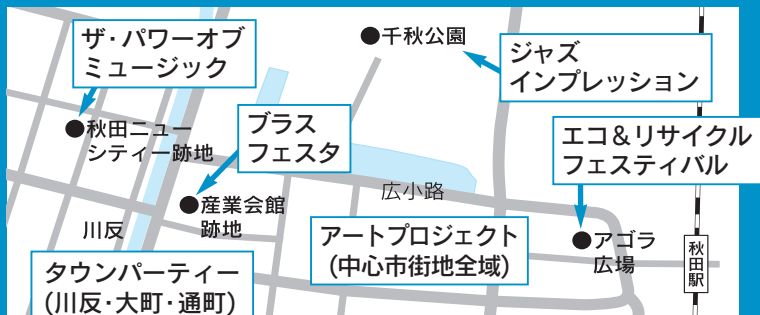 ザ・パワーオブ
ミュージック
●千秋公園
ジャズ
インプレッション
●秋田ニュー
シティー跡地
ブラス
フェスタ
エコ＆リサイクル
フェスティバル
広小路
●産業会館
跡地
川反
アートプロジェクト
(中心市街地全域)
●アゴラ
広場
秋田駅
タウンパーティー
(川反・大町・通町)